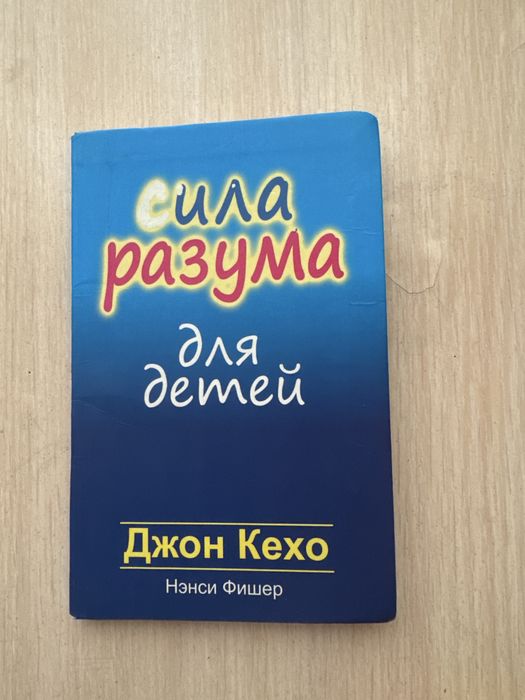 сила
разума
для
детей
Джон Кехо
Нэнси Фишер